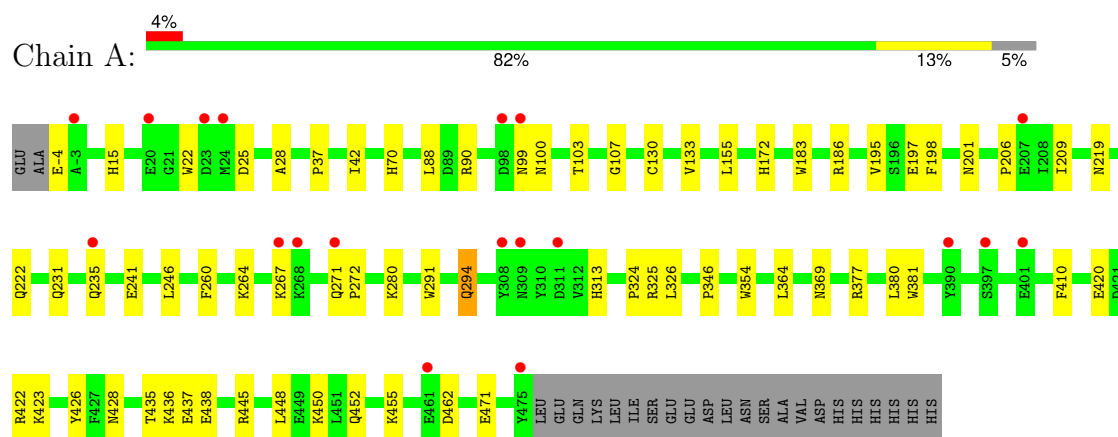 4%
Chain A:
82% 13% 5%
GLU ALA E-4 A-3 H15 E20 G21 W22 D23 M24 D25 A28 P37 I42 H70 L88 D89 R90 D98 N99 N100 T103 G107 C130 V133 L155 H172 W183 R186 V195 S196 E197 F198 N201 P206 E207 I208 I209 N219
Q222 Q231 Q235 E241 L246 F260 K264 K267 K268 Q271 P272 K280 W291 Q294 Y308 N309 Y310 D311 V312 H313 P324 R325 L326 P346 W354 L364 N369 R377 L380 W381 Y390 S397 E401 F410 E420 D421
R422 K423 Y426 F427 N428 T435 K436 E437 E438 R445 L448 E449 K450 L451 Q452 K455 E461 D462 E471 Y475 LEU GLU GLN LYS LEU ILE SER GLU GLU ASP LEU ASN SER ALA VAL ASP HIS HIS HIS HIS HIS HIS